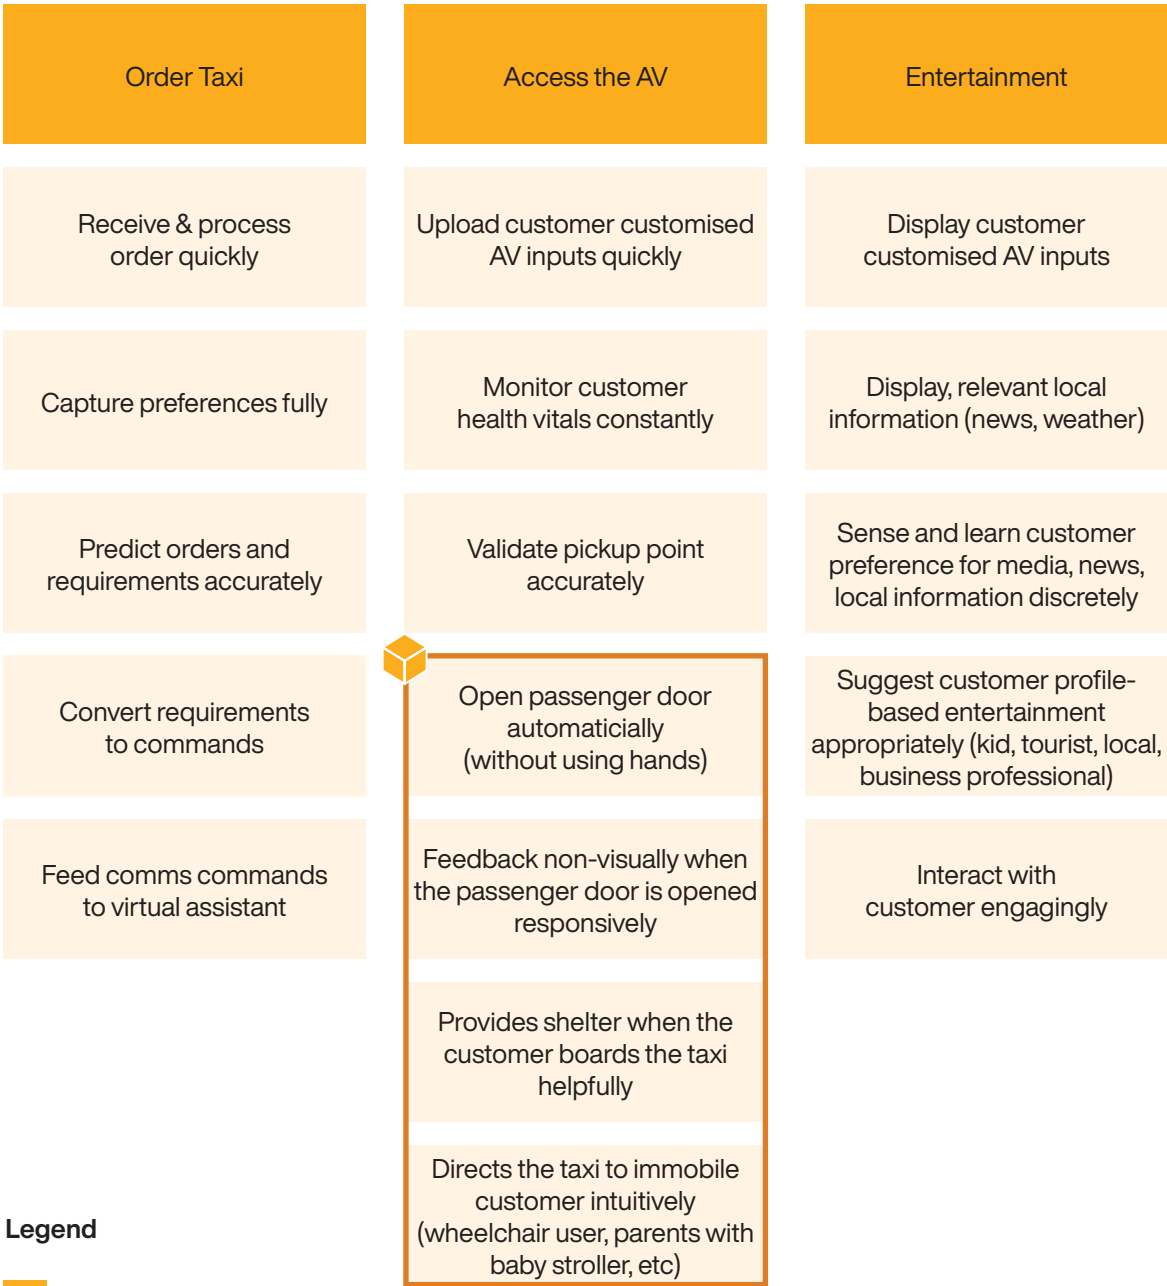 Order Taxi
Receive & process
order quickly
Capture preferences fully
Predict orders and
requirements accurately
Convert requirements
to commands
Feed comms commands
to virtual assistant
Access the AV
Upload customer customised
AV inputs quickly
Monitor customer
health vitals constantly
Validate pickup point
accurately
Open passenger door
automaticially
(without using hands)
Feedback non-visually when
the passenger door is opened
responsively
Provides shelter when the
customer boards the taxi
helpfully
Directs the taxi to immobile
customer intuitively
(wheelchair user, parents with
baby stroller, etc)
Entertainment
Display customer
customised AV inputs
Display, relevant local
information (news, weather)
Sense and learn customer
preference for media, news,
local information discretely
Suggest customer profile-
based entertainment
appropriately (kid, tourist, local,
business professional)
Interact with
customer engagingly
Legend